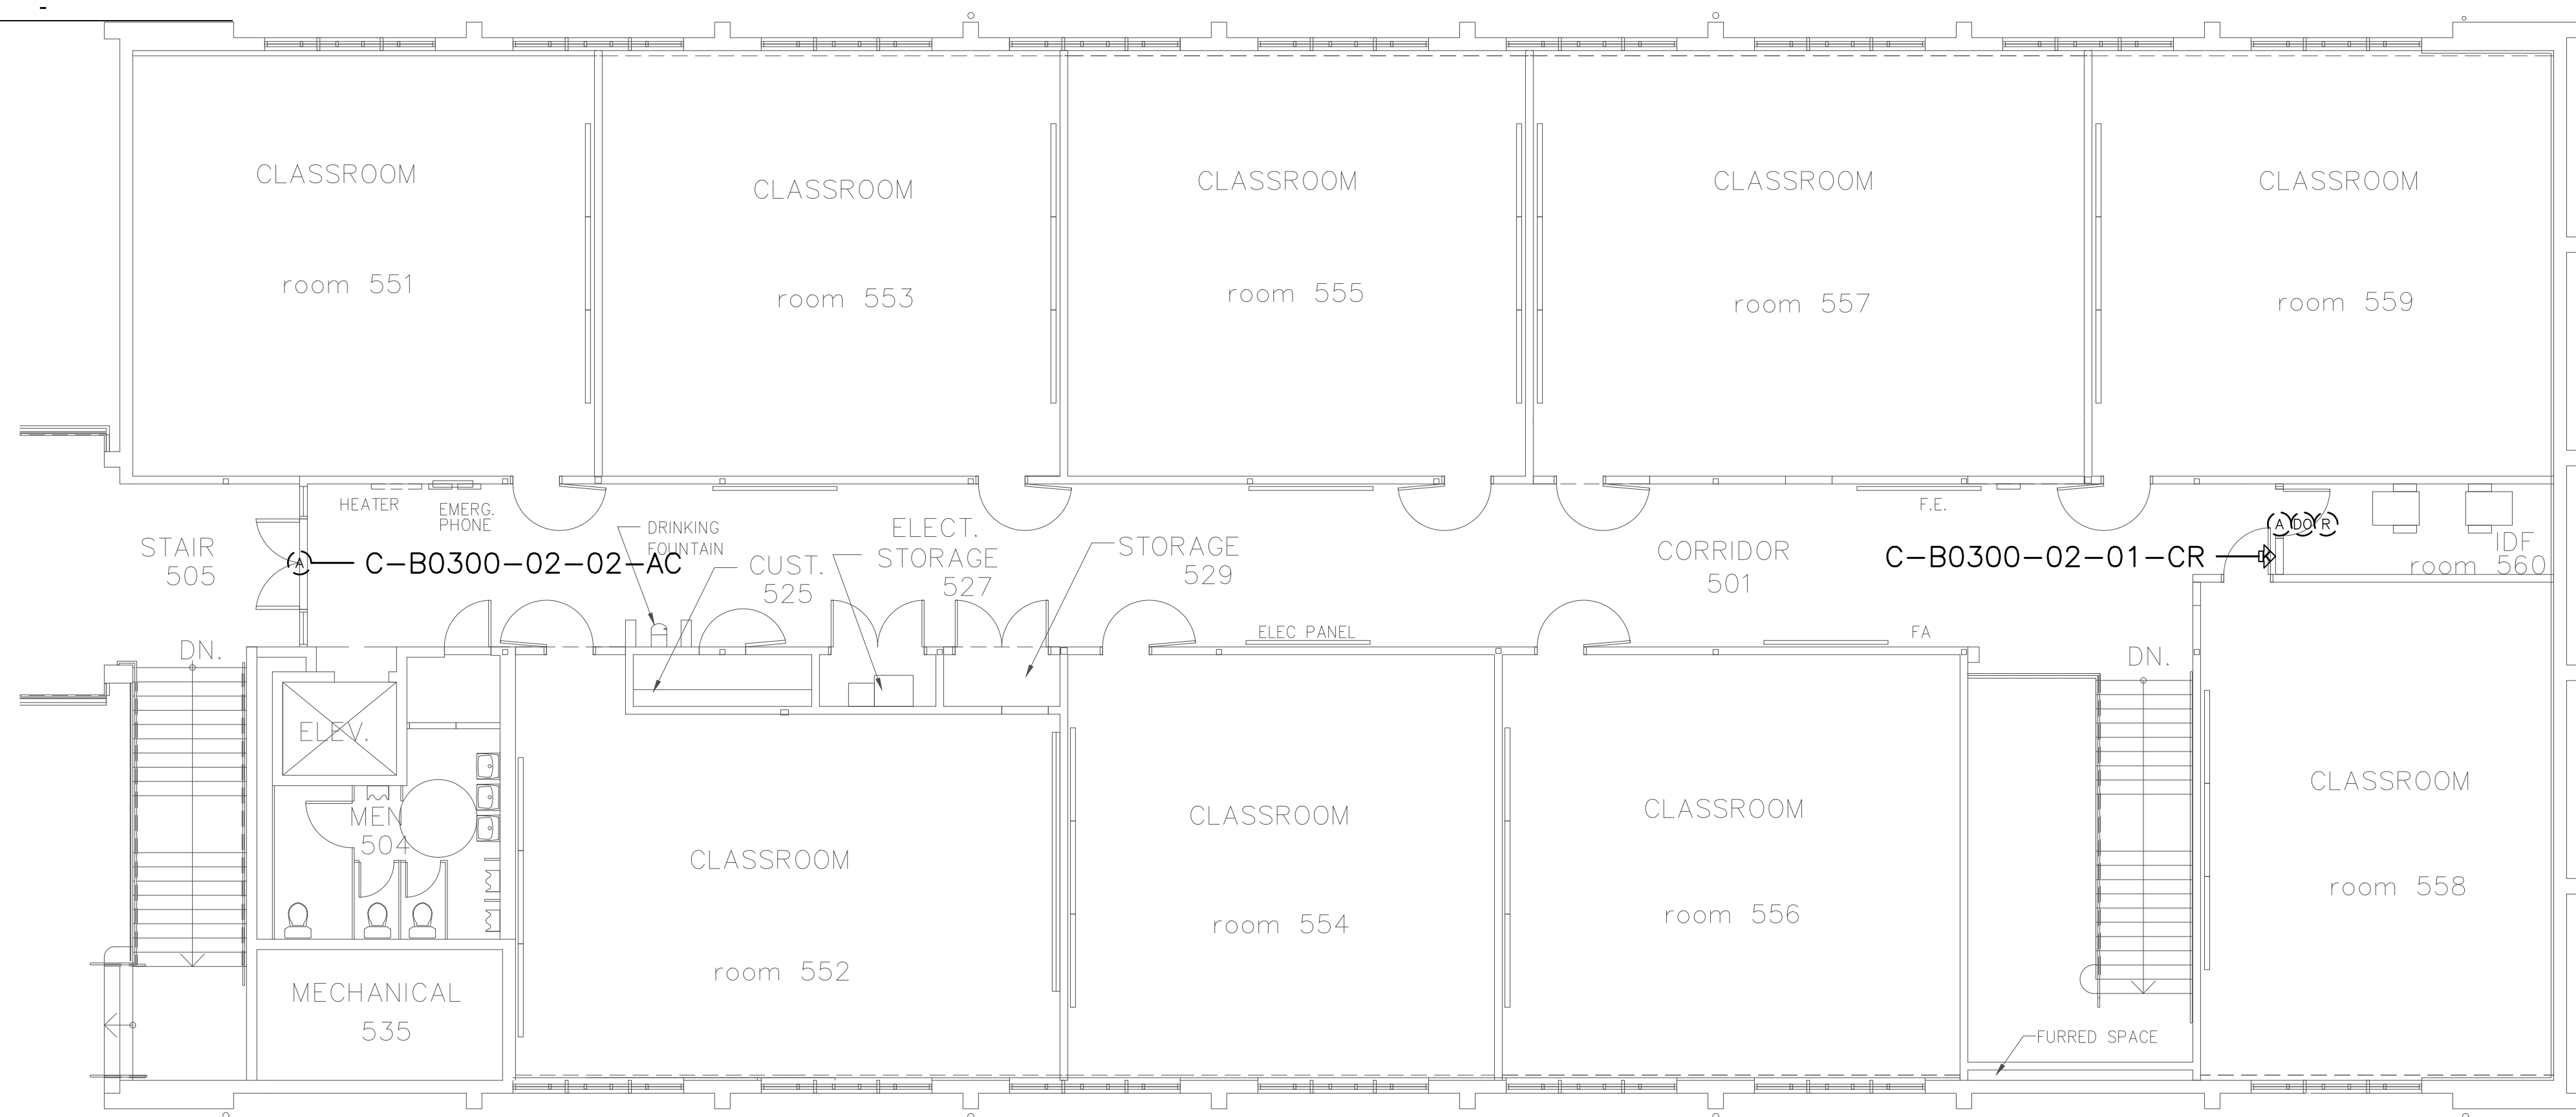 -
CLASSROOM
room 551
CLASSROOM
room 553
CLASSROOM
room 555
CLASSROOM
room 557
CLASSROOM
room 559
HEATER
EMERG.
PHONE
STAIR
505
A
C-B0300-02-02-AC
DRINKING
FOUNTAIN
CUST.
525
ELECT.
STORAGE
527
STORAGE
529
CORRIDOR
501
F.E.
C-B0300-02-01-CR
A DO R
IDF
room 560
ELEC PANEL
FA
DN.
DN.
ELEV.
MEN
504
MECHANICAL
535
CLASSROOM
room 552
CLASSROOM
room 554
CLASSROOM
room 556
CLASSROOM
room 558
FURRED SPACE